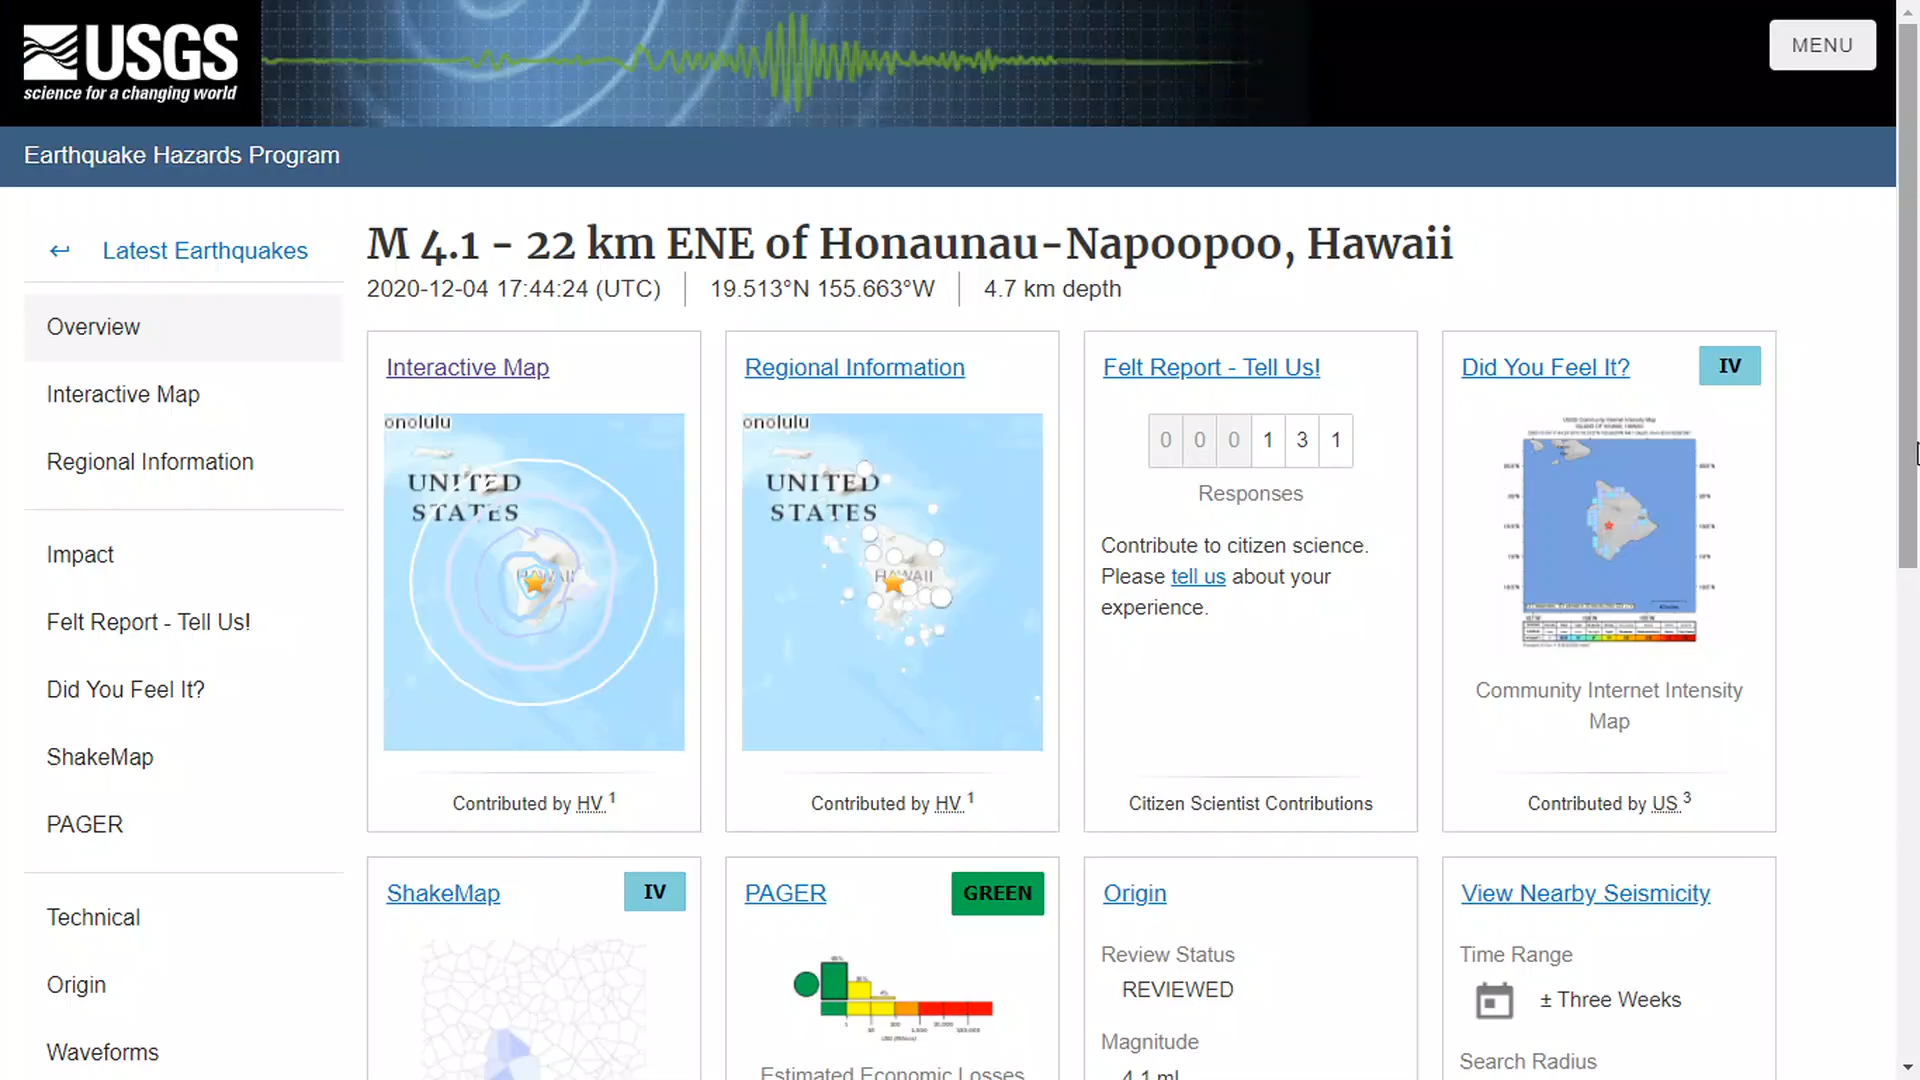 USGS
science for a changing world
MENU
Earthquake Hazards Program
Latest Earthquakes
Overview
Interactive Map
Regional Information
Impact
Felt Report - Tell Us!
Did You Feel It?
ShakeMap
PAGER
Technical
Origin
Waveforms
M 4.1 - 22 km ENE of Honaunau-Napoopoo, Hawaii
2020-12-04 17:44:24 (UTC)
19.513°N 155.663°W
4.7 km depth
Interactive Map
onolulu
UNITED
STATES
HAWAII
Contributed by HV 1
Regional Information
onolulu
UNITED
STATES
HAWAII
Contributed by HV 1
Felt Report - Tell Us!
0 0 0 1 3 1
Responses
Contribute to citizen science.
Please tell us about your
experience.
Citizen Scientist Contributions
Did You Feel It?
IV
Community Internet Intensity
Map
Contributed by US 3
ShakeMap
IV
PAGER
GREEN
Estimated Economic Losses
Origin
Review Status
REVIEWED
Magnitude
4.1 ml
View Nearby Seismicity
Time Range
± Three Weeks
Search Radius